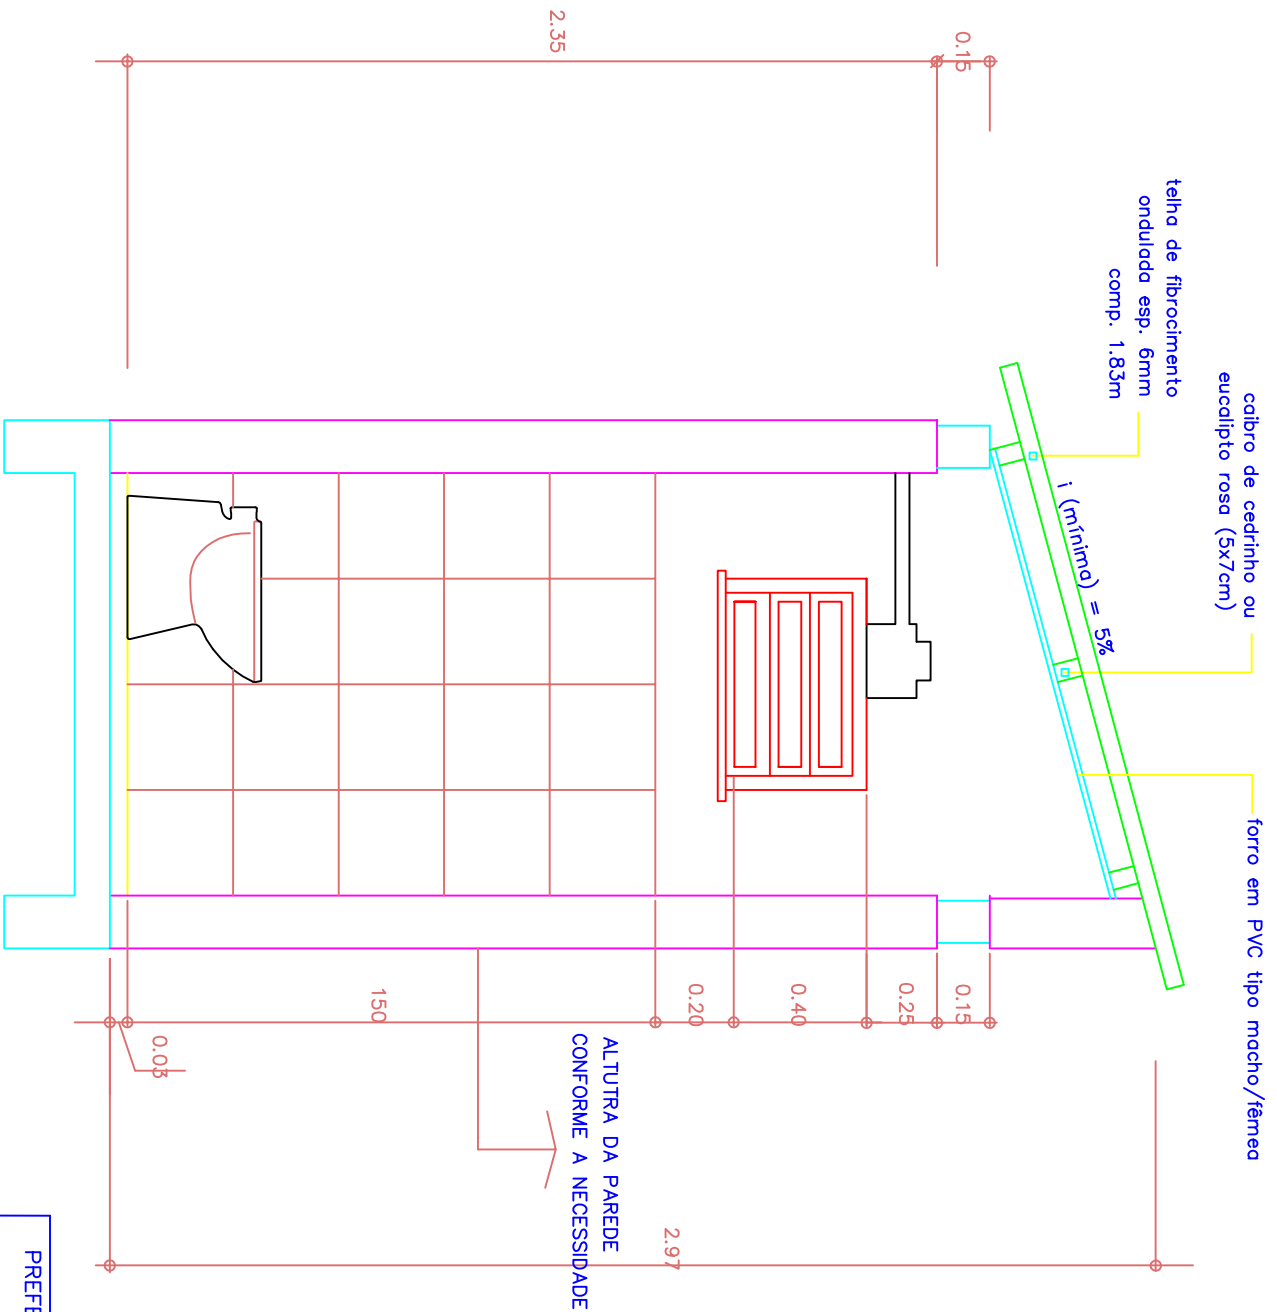 caibro de cedrinho ou
eucalipto rosa (5x7cm)
forro em PVC tipo macho/fêmea
telha de fibrocimento
ondulada esp. 6mm
comp. 1.83m
i (mínima) = 5%
0.15
2.35
0.15
0.25
0.40
0.20
150
0.03
2.97
ALTUTRA DA PAREDE
CONFORME A NECESSIDADE
PREFE